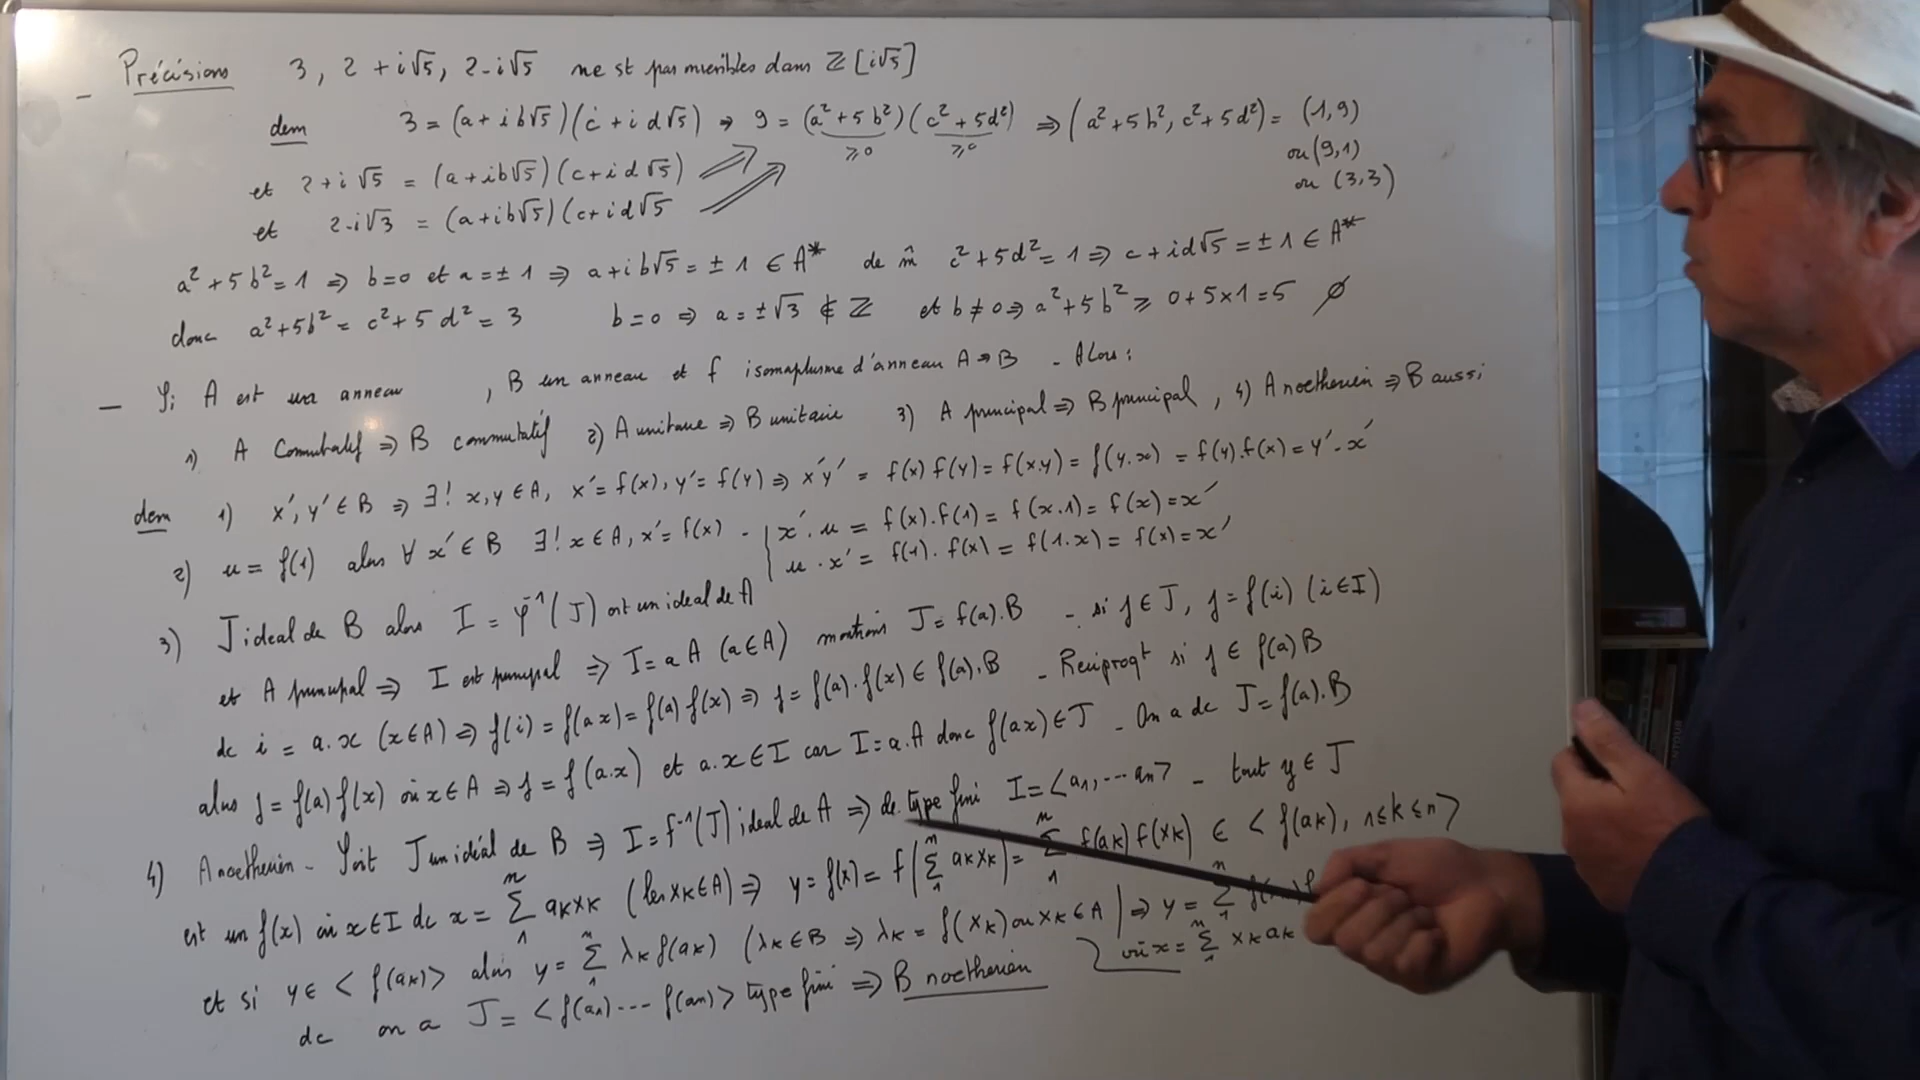 - Précisions 3, 2+i√5, 2-i√5 ne st pas inversibles dans ℤ[i√5]
dem 3 = (a+ib√5)(c+id√5) ⇒ 9 = (a²+5b²)(c²+5d²) ⇒ (a²+5b², c²+5d²) = (1,9)
≥0 ≥0 ou (9,1)
et 2+i√5 = (a+ib√5)(c+id√5) ou (3,3)
et 2-i√3 = (a+ib√5)(c+id√5
a²+5b²=1 ⇒ b=0 et a=±1 ⇒ a+ib√5=±1 ∈ A* de m̂ c²+5d²=1 ⇒ c+id√5=±1 ∈ A*
donc a²+5b² = c²+5d² = 3 b=0 ⇒ a=±√3 ∉ ℤ et b≠0 ⇒ a²+5b² ≥ 0+5×1=5 ∅
- Si A est un anneau , B un anneau et f isomorphisme d'anneau A→B - Alors :
1) A Commutatif ⇒ B commutatif 2) A unitaire ⇒ B unitaire 3) A principal ⇒ B principal, 4) A noetherien ⇒ B aussi
dem 1) x', y' ∈ B ⇒ ∃! x,y ∈ A, x'=f(x), y'=f(y) ⇒ x'y' = f(x)f(y) = f(x.y) = f(y.x) = f(y).f(x) = y'.x'
2) u = f(1) alors ∀ x' ∈ B ∃! x ∈ A, x'=f(x) - { x'.u = f(x).f(1) = f(x.1) = f(x) = x'
u.x' = f(1).f(x) = f(1.x) = f(x) = x'
3) J ideal de B alors I = φ⁻¹(J) est un ideal de A
et A principal ⇒ I est principal ⇒ I = aA (a∈A) montrons J = f(a).B - si j ∈ J, j = f(i) (i∈I)
dc i = a.x (x∈A) ⇒ f(i) = f(ax) = f(a)f(x) ⇒ j = f(a).f(x) ∈ f(a).B - Reciproqt si j ∈ f(a)B
alors j = f(a)f(x) où x∈A ⇒ j = f(a.x) et a.x ∈ I car I = a.A donc f(ax) ∈ J - On a dc J = f(a).B
4) A noetherien - Soit J un idéal de B ⇒ I = f⁻¹(J) ideal de A ⇒ de type fini I = <a₁, ... aₙ> - tout y ∈ J
est un f(x) où x∈I dc x = Σ₁ⁿ aₖxₖ (les xₖ∈A) ⇒ y = f(x) = f(Σ₁ⁿ aₖxₖ) = Σ₁ⁿ f(aₖ)f(xₖ) ∈ <f(aₖ), 1≤k≤n>
et si y ∈ <f(aₖ)> alors y = Σ₁ⁿ λₖf(aₖ) (λₖ∈B ⇒ λₖ = f(xₖ) où xₖ∈A) ⇒ y = Σ₁ⁿ
où x = Σ₁ⁿ xₖaₖ
dc on a J = <f(a₁) ... f(aₙ)> type fini ⇒ B noetherien